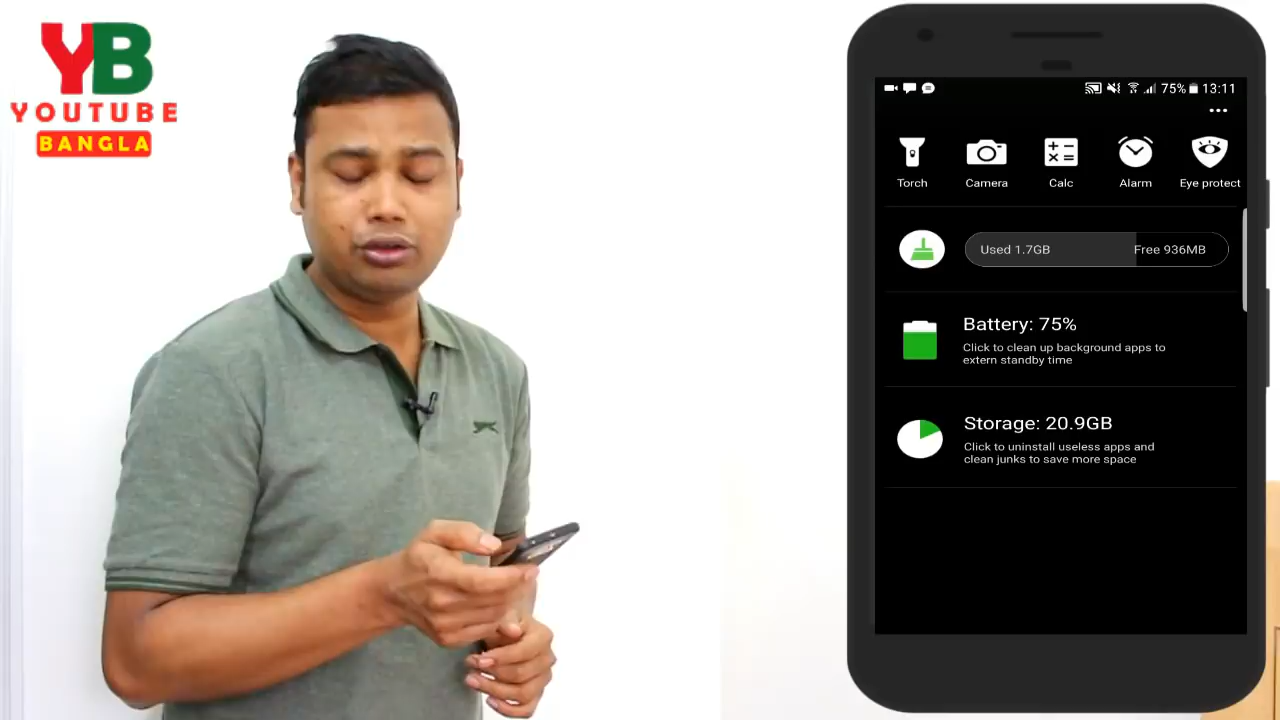 YB
YOUTUBE
BANGLA
75% 13:11
Torch Camera Calc Alarm Eye protect
Used 1.7GB Free 936MB
Battery: 75%
Click to clean up background apps to
extern standby time
Storage: 20.9GB
Click to uninstall useless apps and
clean junks to save more space